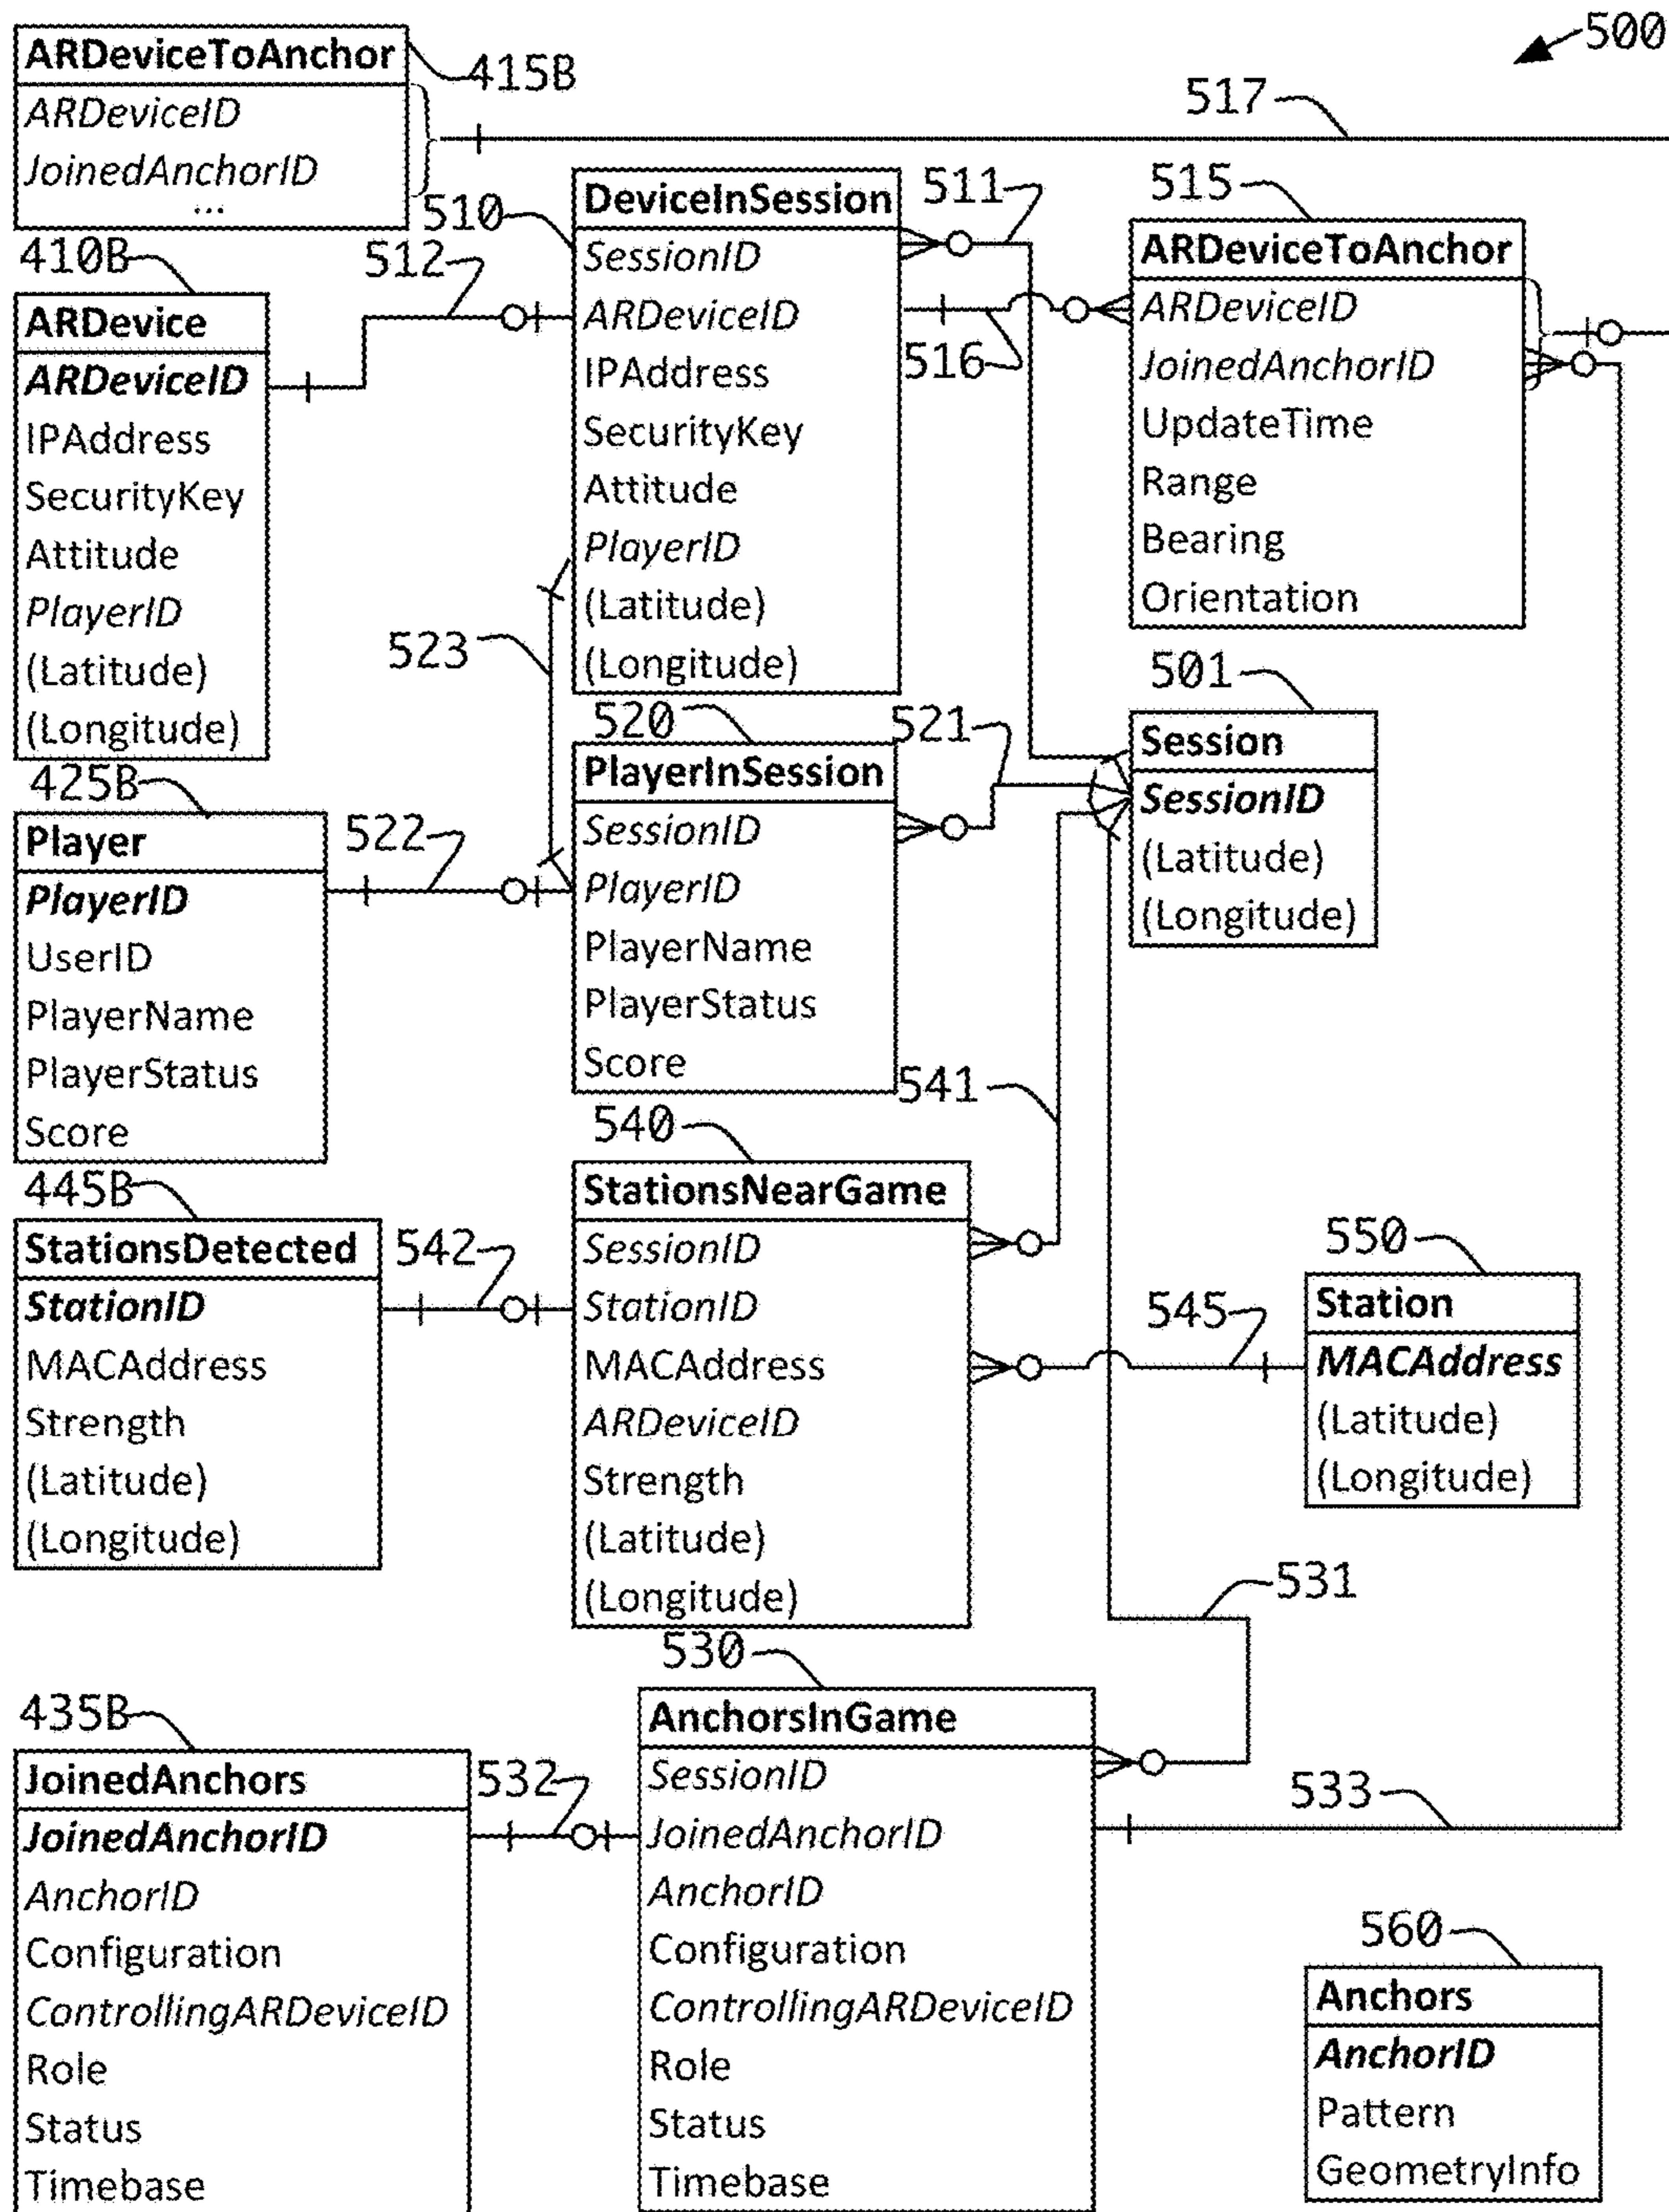 500
ARDeviceToAnchor
415B
ARDeviceID
JoinedAnchorID
...
517
510
DeviceInSession
SessionID
ARDeviceID
IPAddress
SecurityKey
Attitude
PlayerID
(Latitude)
(Longitude)
511
515
ARDeviceToAnchor
ARDeviceID
JoinedAnchorID
UpdateTime
Range
Bearing
Orientation
516
410B
512
ARDevice
ARDeviceID
IPAddress
SecurityKey
Attitude
PlayerID
(Latitude)
(Longitude)
523
501
Session
SessionID
(Latitude)
(Longitude)
520
521
PlayerInSession
SessionID
PlayerID
PlayerName
PlayerStatus
Score
425B
522
Player
PlayerID
UserID
PlayerName
PlayerStatus
Score
541
540
StationsNearGame
SessionID
StationID
MACAddress
ARDeviceID
Strength
(Latitude)
(Longitude)
445B
542
StationsDetected
StationID
MACAddress
Strength
(Latitude)
(Longitude)
550
545
Station
MACAddress
(Latitude)
(Longitude)
531
530
AnchorsInGame
SessionID
JoinedAnchorID
AnchorID
Configuration
ControllingARDeviceID
Role
Status
Timebase
533
435B
532
JoinedAnchors
JoinedAnchorID
AnchorID
Configuration
ControllingARDeviceID
Role
Status
Timebase
560
Anchors
AnchorID
Pattern
GeometryInfo